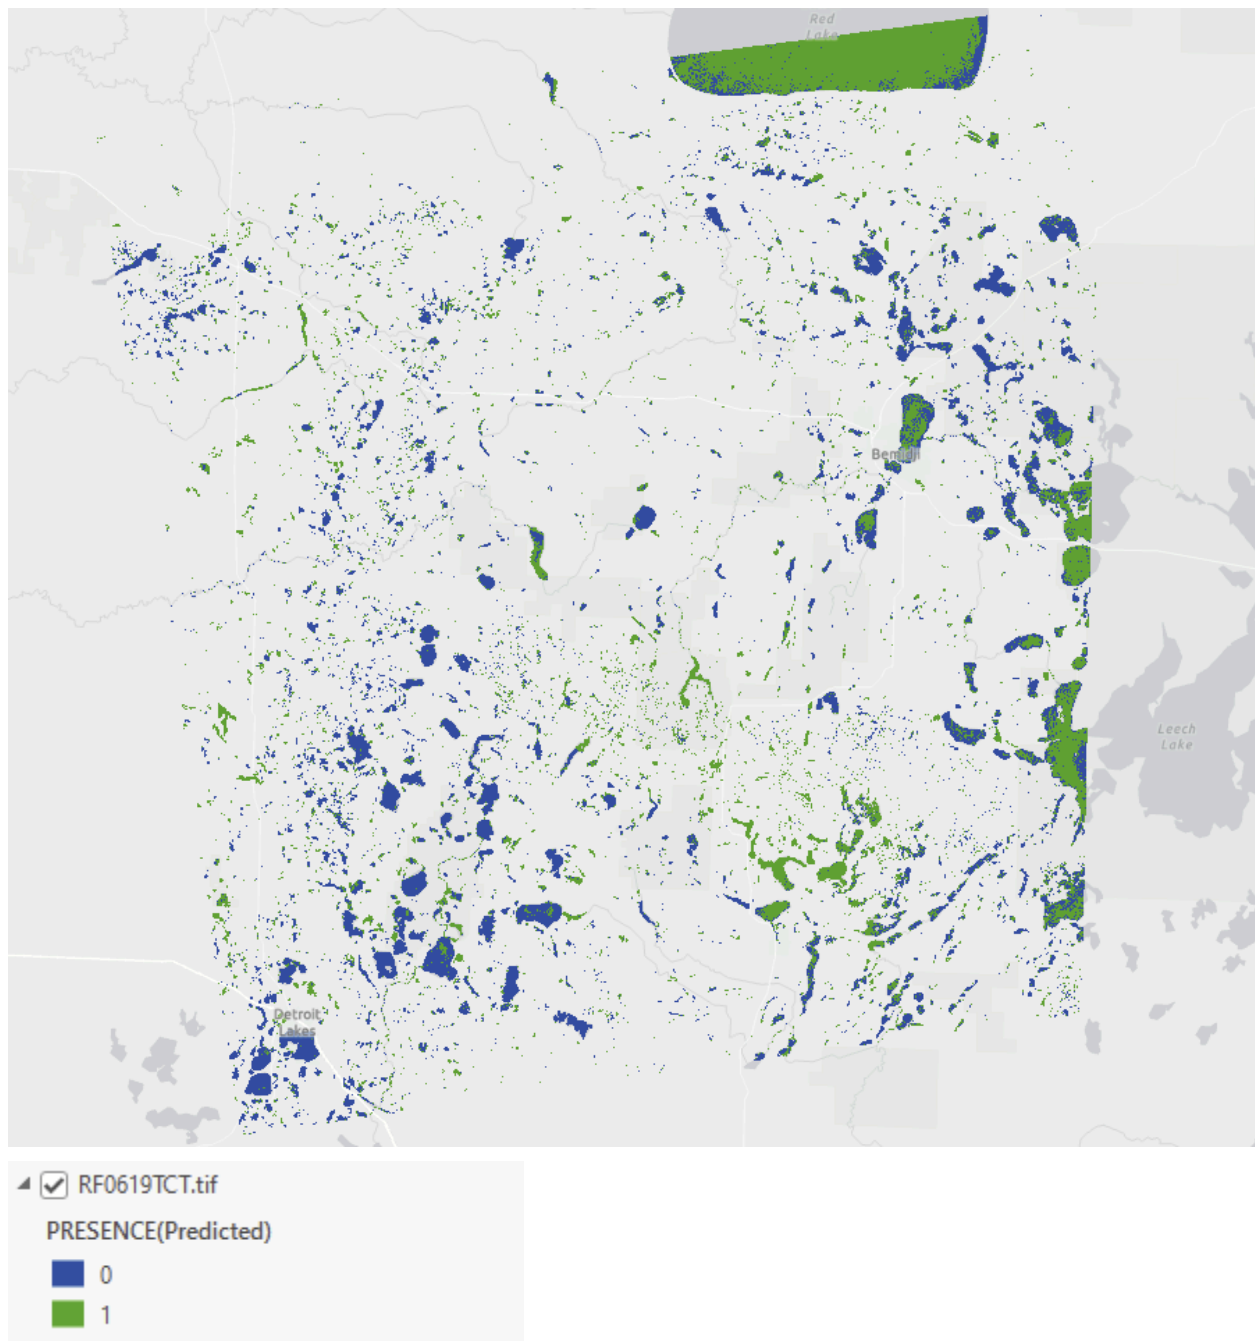 Red
Lake
Bemidji
Leech
Lake
Detroit
Lakes
RF0619TCT.tif
PRESENCE(Predicted)
0
1